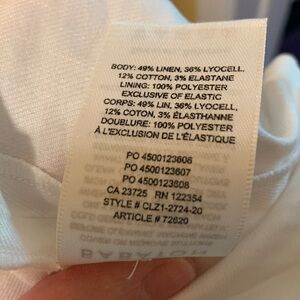 BODY: 49% LINEN, 36% LYOCELL,
12% COTTON, 3% ELASTANE
LINING: 100% POLYESTER
EXCLUSIVE OF ELASTIC
CORPS: 49% LIN, 36% LYOCELL,
12% COTON, 3% ÉLASTHANNE
DOUBLURE: 100% POLYESTER
À L'EXCLUSION DE L'ÉLASTIQUE
PO 4500123606
PO 4500123607
PO 4500123608
CA 23725 RN 122354
STYLE # CLZ1-2724-20
ARTICLE # 72620
BABATON